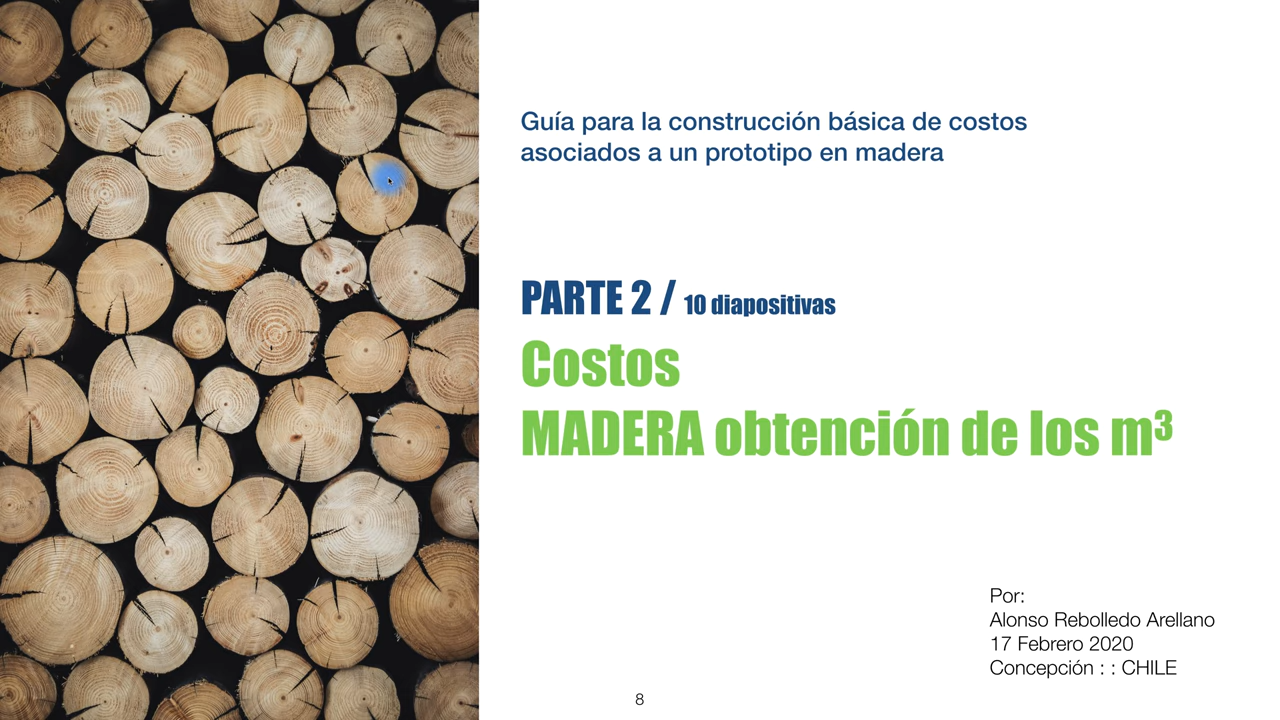 Guía para la construcción básica de costos
asociados a un prototipo en madera
PARTE 2 / 10 diapositivas
Costos
MADERA obtención de los m³
Por:
Alonso Rebolledo Arellano
17 Febrero 2020
Concepción : : CHILE
8